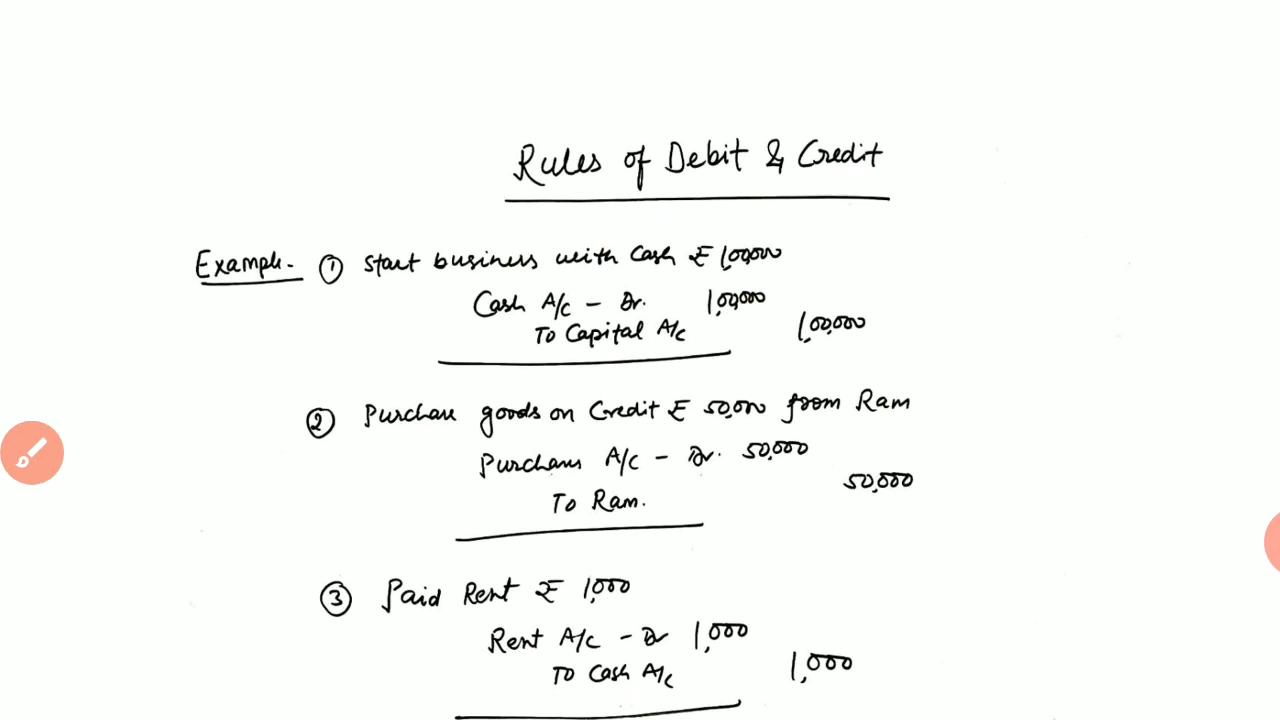 Rules of Debit & Credit
Example- ① Start business with Cash ₹ 1,00,000
Cash A/c - Dr. 1,00,000
To Capital A/c 1,00,000
② Purchase goods on Credit ₹ 50,000 from Ram
Purchases A/c - Dr. 50,000
To Ram. 50,000
③ Paid Rent ₹ 1,000
Rent A/c - Dr 1,000
To Cash A/c 1,000